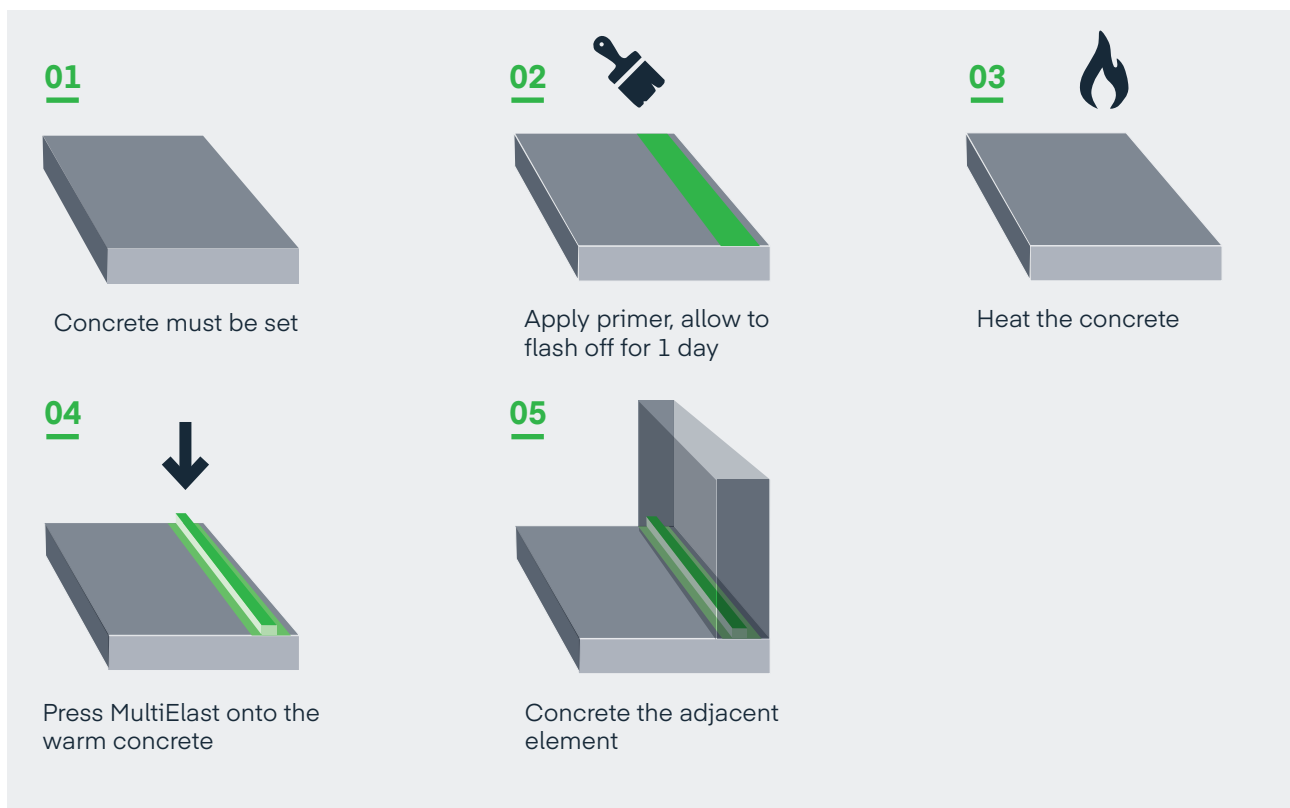 01
Concrete must be set
02
Apply primer, allow to
flash off for 1 day
03
Heat the concrete
04
Press MultiElast onto the
warm concrete
05
Concrete the adjacent
element